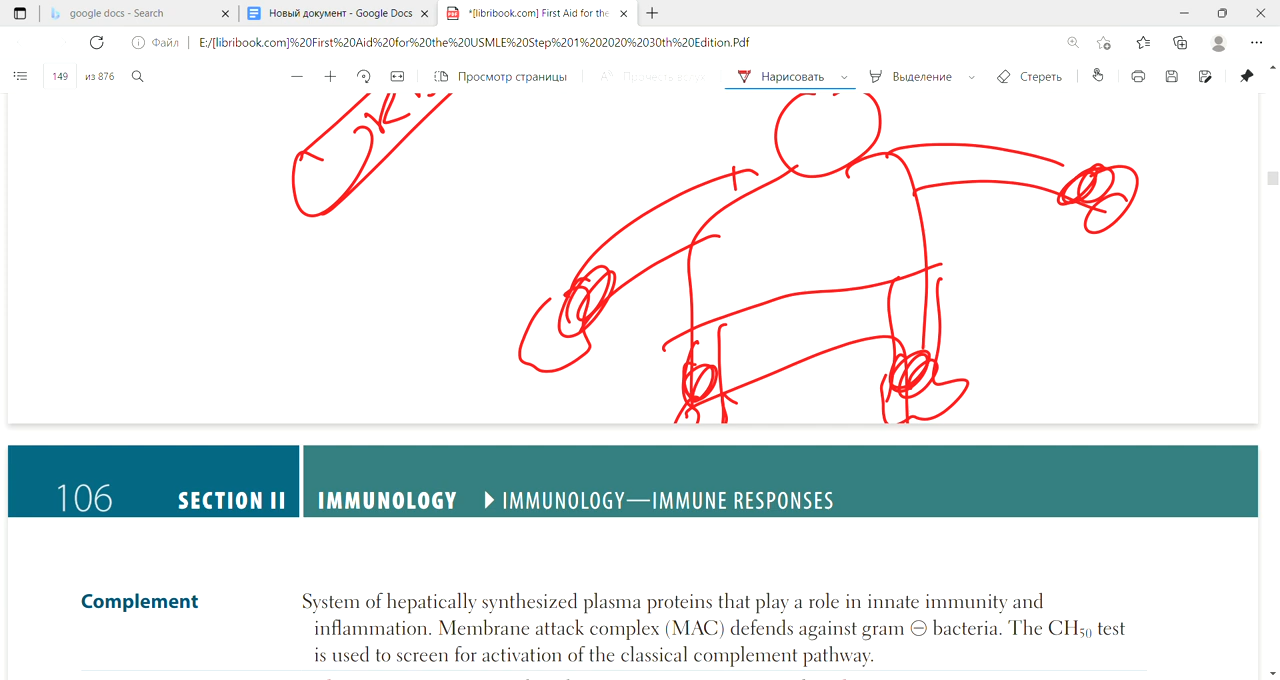 google docs - Search
Новый документ - Google Docs
*[libribook.com] First Aid for the
Файл
E:/[libribook.com]%20First%20Aid%20for%20the%20USMLE%20Step%201%202020%2030th%20Edition.Pdf
149 из 876
Просмотр страницы
Прочесть вслух
Нарисовать
Выделение
Стереть
106 SECTION II IMMUNOLOGY ▶ IMMUNOLOGY—IMMUNE RESPONSES
Complement System of hepatically synthesized plasma proteins that play a role in innate immunity and
inflammation. Membrane attack complex (MAC) defends against gram ⊖ bacteria. The CH50 test
is used to screen for activation of the classical complement pathway.